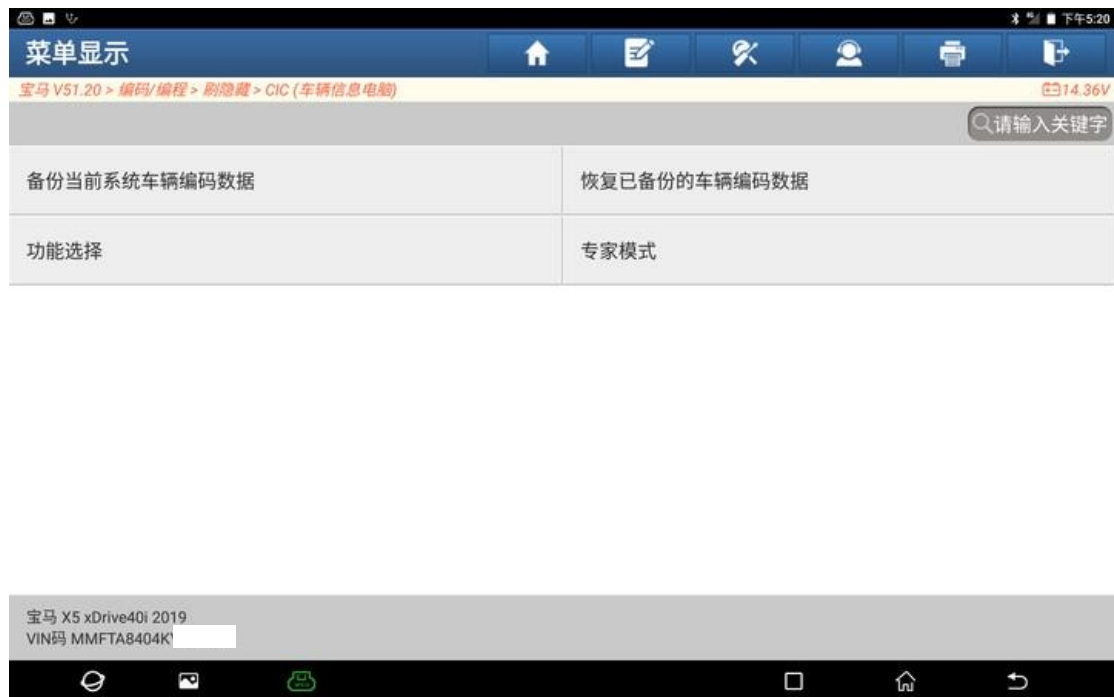 下午5:20
菜单显示
宝马 V51.20 > 编码/编程 > 刷隐藏 > CIC (车辆信息电脑)
14.36V
请输入关键字
备份当前系统车辆编码数据
恢复已备份的车辆编码数据
功能选择
专家模式
宝马 X5 xDrive40i 2019
VIN码 MMFTA8404K